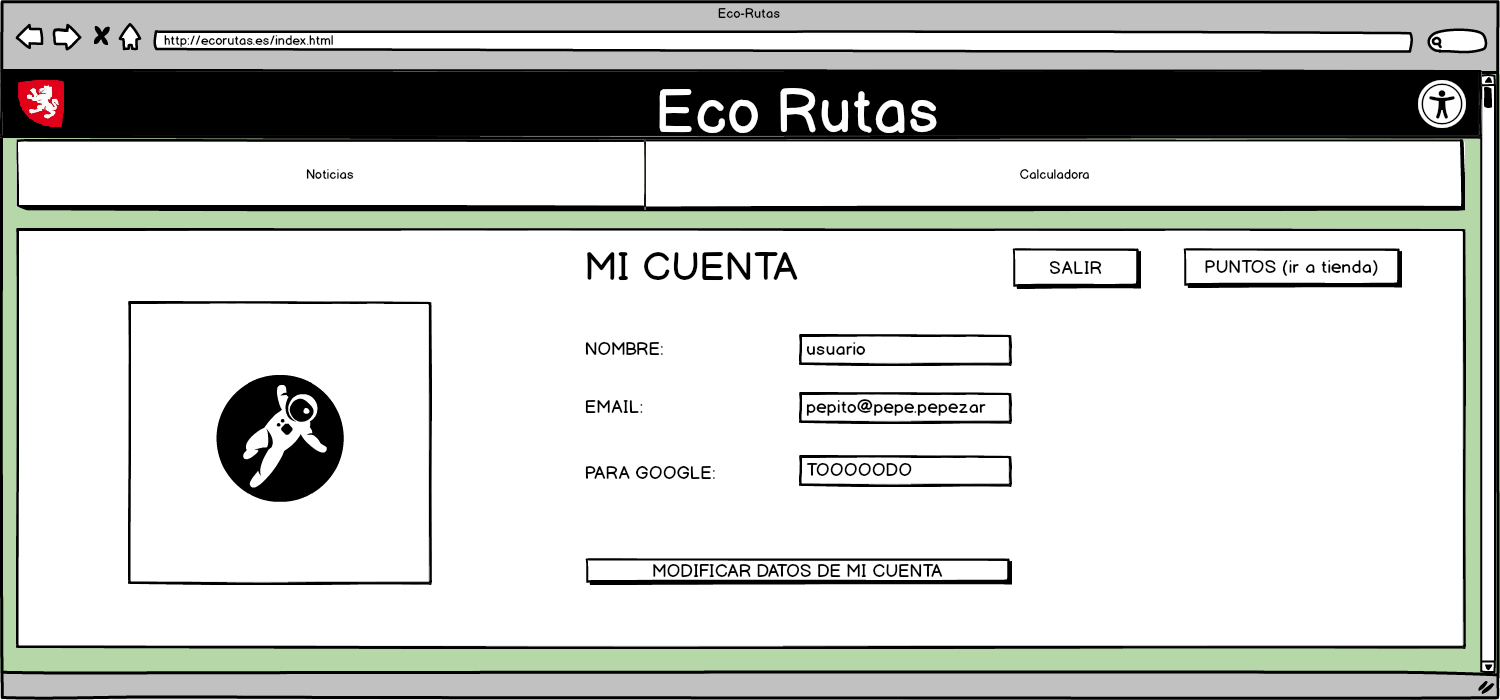 Eco-Rutas
http://ecorutas.es/index.html
Eco Rutas
Noticias
Calculadora
MI CUENTA
SALIR
PUNTOS (ir a tienda)
NOMBRE:
usuario
EMAIL:
pepito@pepe.pepezar
PARA GOOGLE:
TOOOOODO
MODIFICAR DATOS DE MI CUENTA